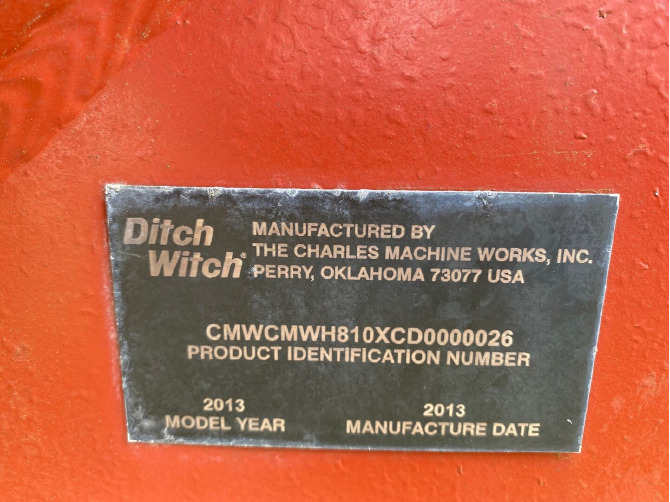 Ditch Witch®
MANUFACTURED BY
THE CHARLES MACHINE WORKS, INC.
PERRY, OKLAHOMA 73077 USA
CMWCMWH810XCD0000026
PRODUCT IDENTIFICATION NUMBER
2013
MODEL YEAR
2013
MANUFACTURE DATE